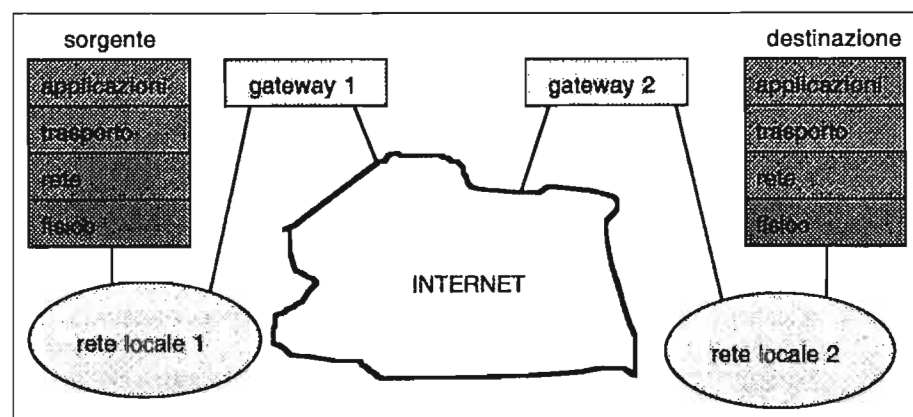 sorgente
applicazioni
trasporto
rete
fisico
gateway 1
gateway 2
destinazione
applicazioni
trasporto
rete
fisico
INTERNET
rete locale 1
rete locale 2